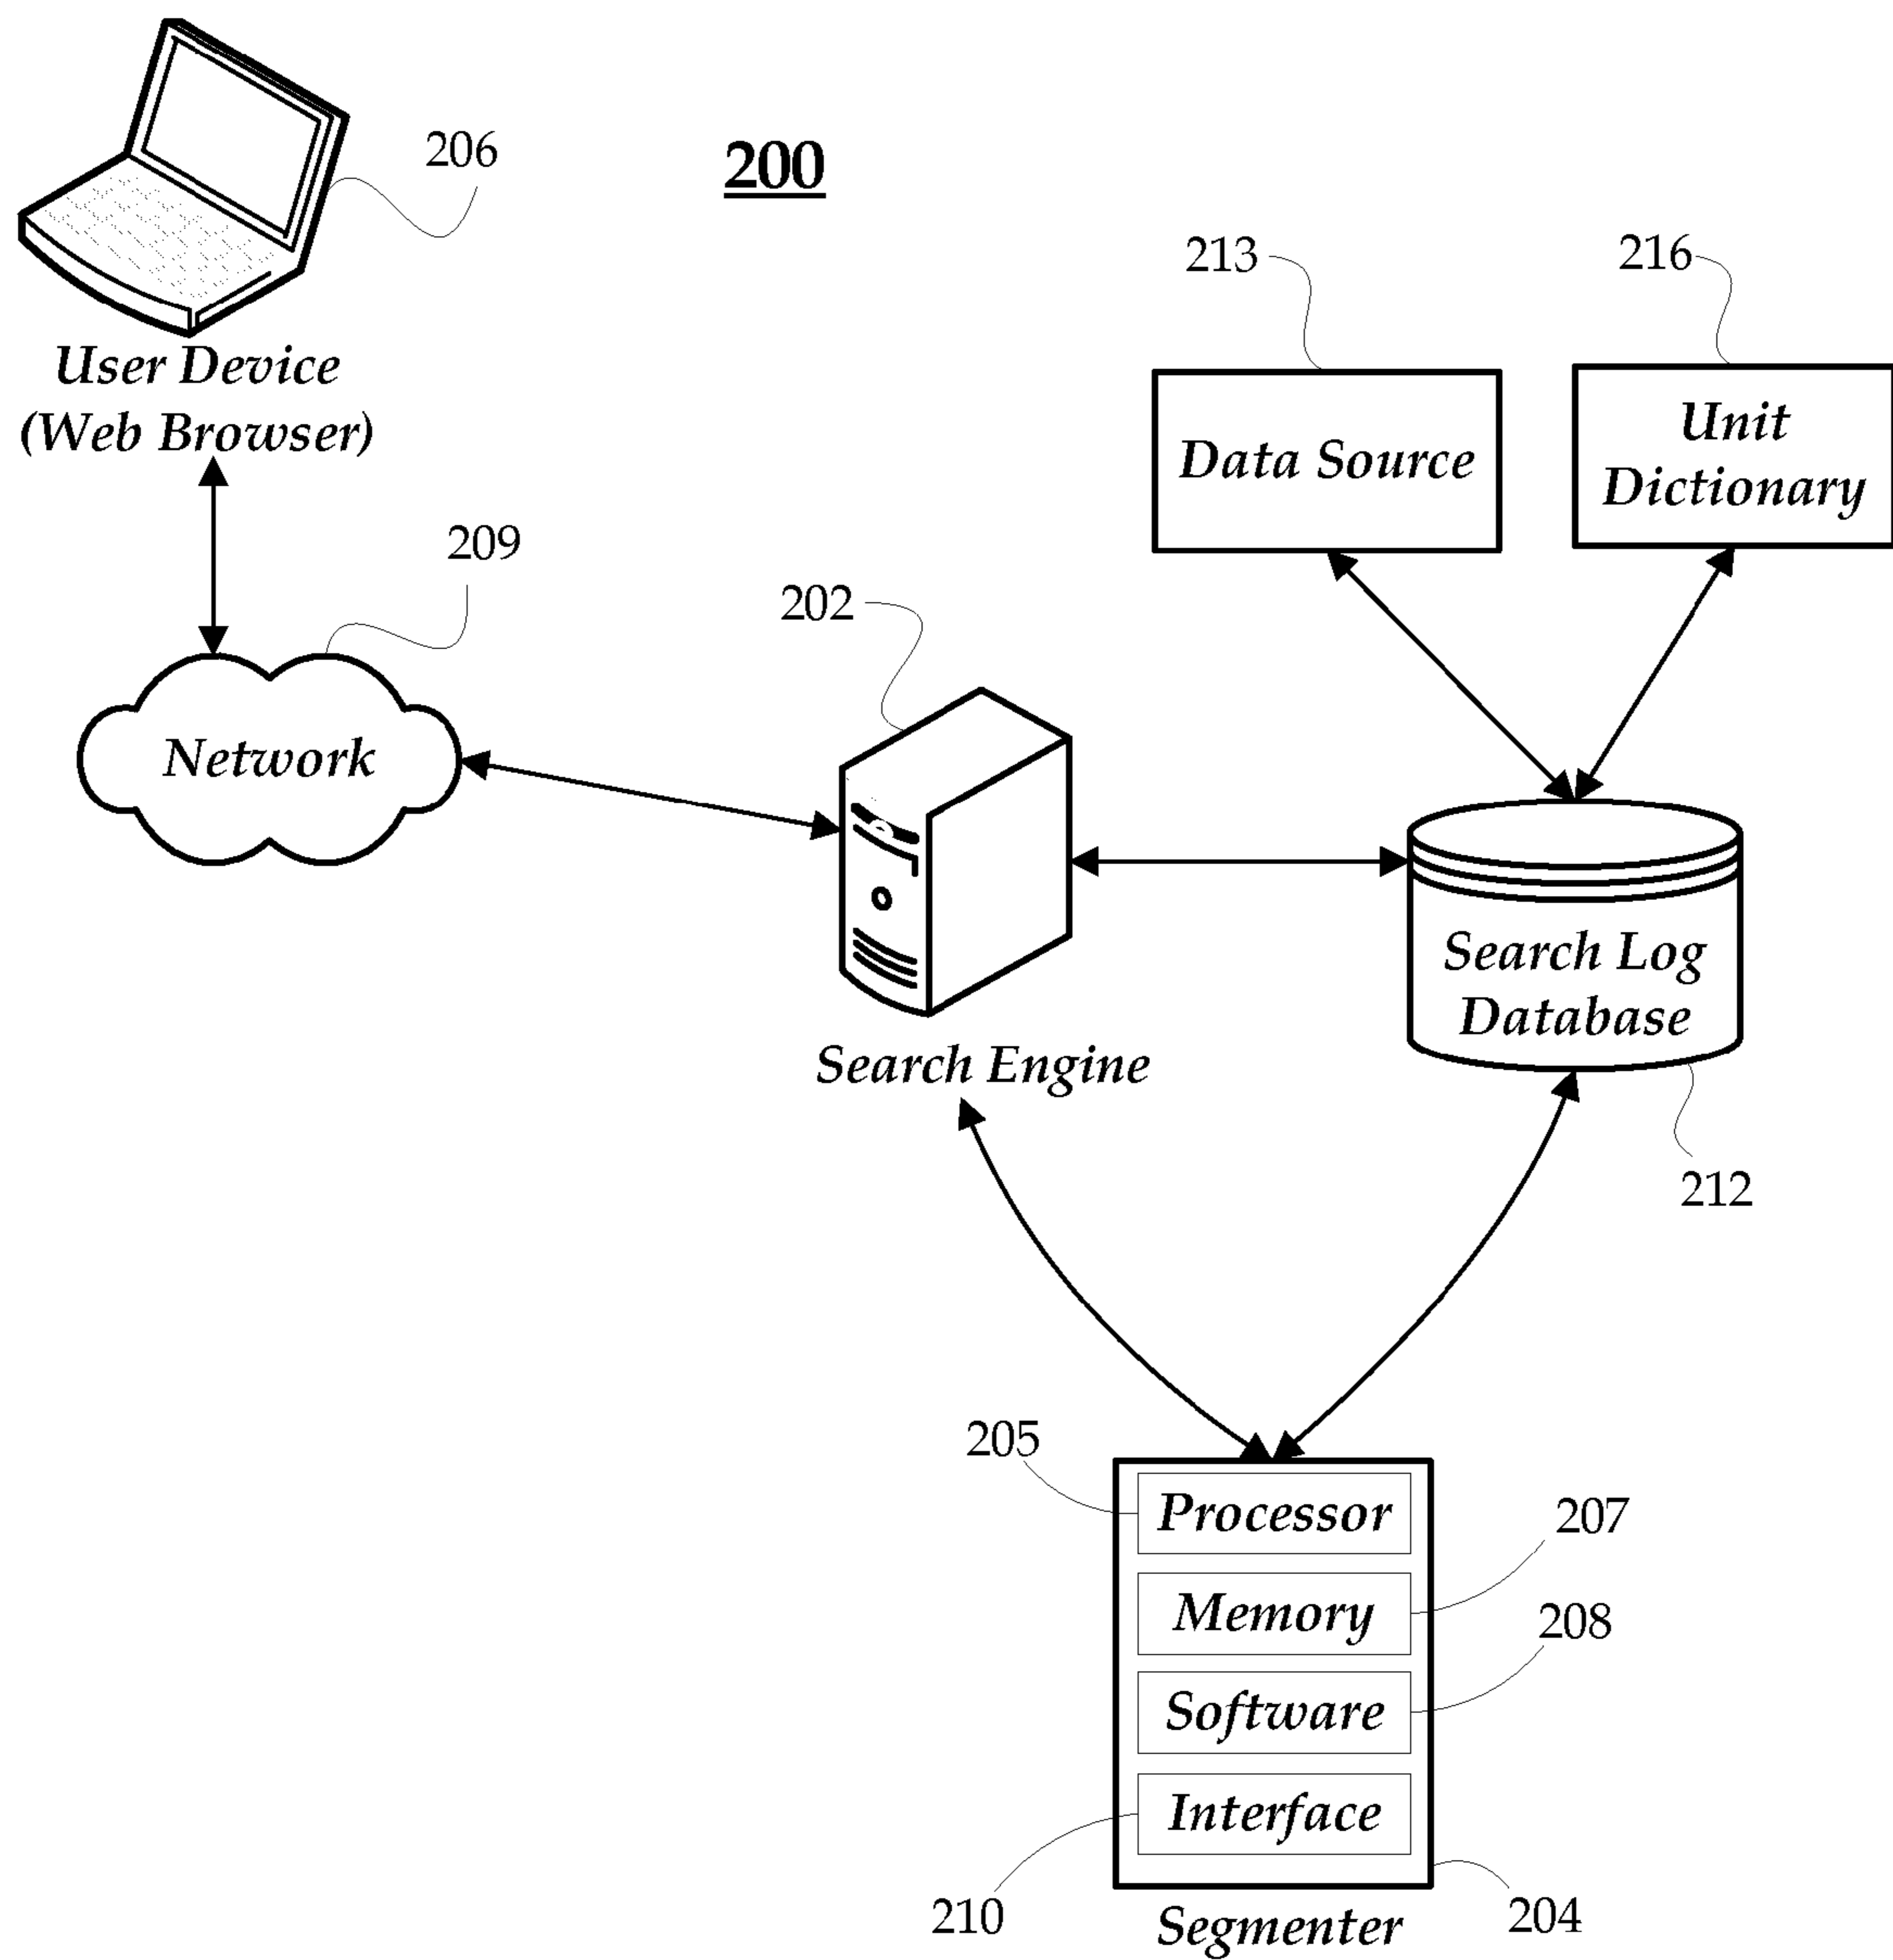 206
200
213
216
User Device
(Web Browser)
Data Source
Unit
Dictionary
209
202
Network
Search Log
Database
Search Engine
212
205
Processor
207
Memory
208
Software
Interface
210
204
Segmenter